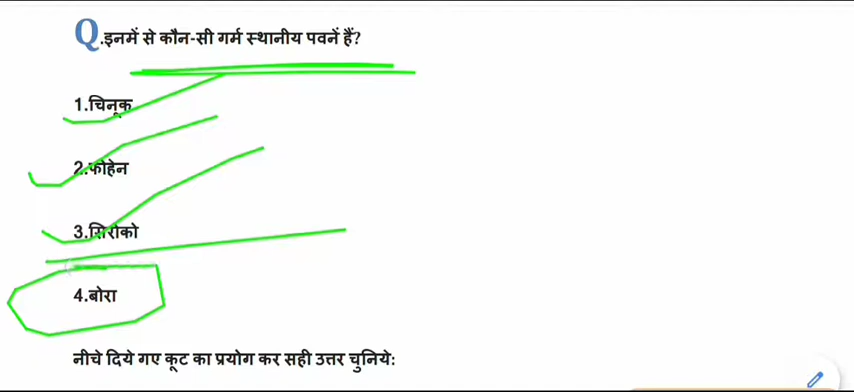 Q.इनमें से कौन-सी गर्म स्थानीय पवनें हैं?
1.चिनूक
2.फोहेन
3.सिरोको
4.बोरा
नीचे दिये गए कूट का प्रयोग कर सही उत्तर चुनिये: